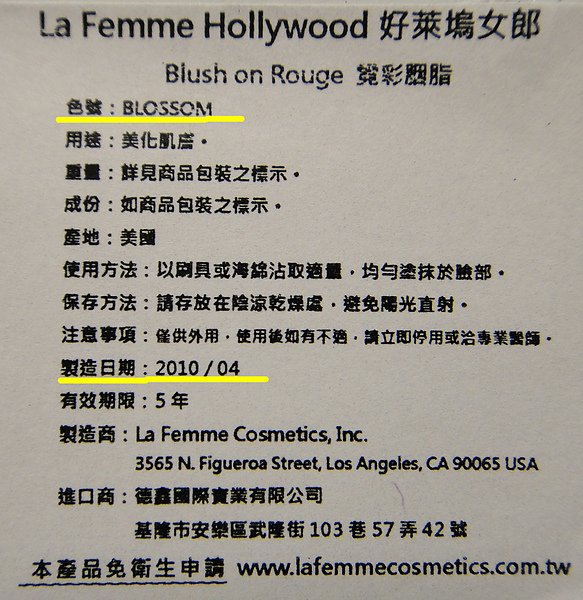 La Femme Hollywood 好萊塢女郎
Blush on Rouge 霓彩胭脂
色號：BLOSSOM
用途：美化肌膚。
重量：詳見商品包裝之標示。
成份：如商品包裝之標示。
產地：美國
使用方法：以刷具或海綿沾取適量，均勻塗抹於臉部。
保存方法：請存放在陰涼乾燥處，避免陽光直射。
注意事項：僅供外用，使用後如有不適，請立即停用或洽專業醫師。
製造日期：2010 / 04
有效期限：5 年
製造商：La Femme Cosmetics, Inc.
3565 N. Figueroa Street, Los Angeles, CA 90065 USA
進口商：德鑫國際實業有限公司
基隆市安樂區武隆街 103 巷 57 弄 42 號
本產品免衛生申請 www.lafemmecosmetics.com.tw